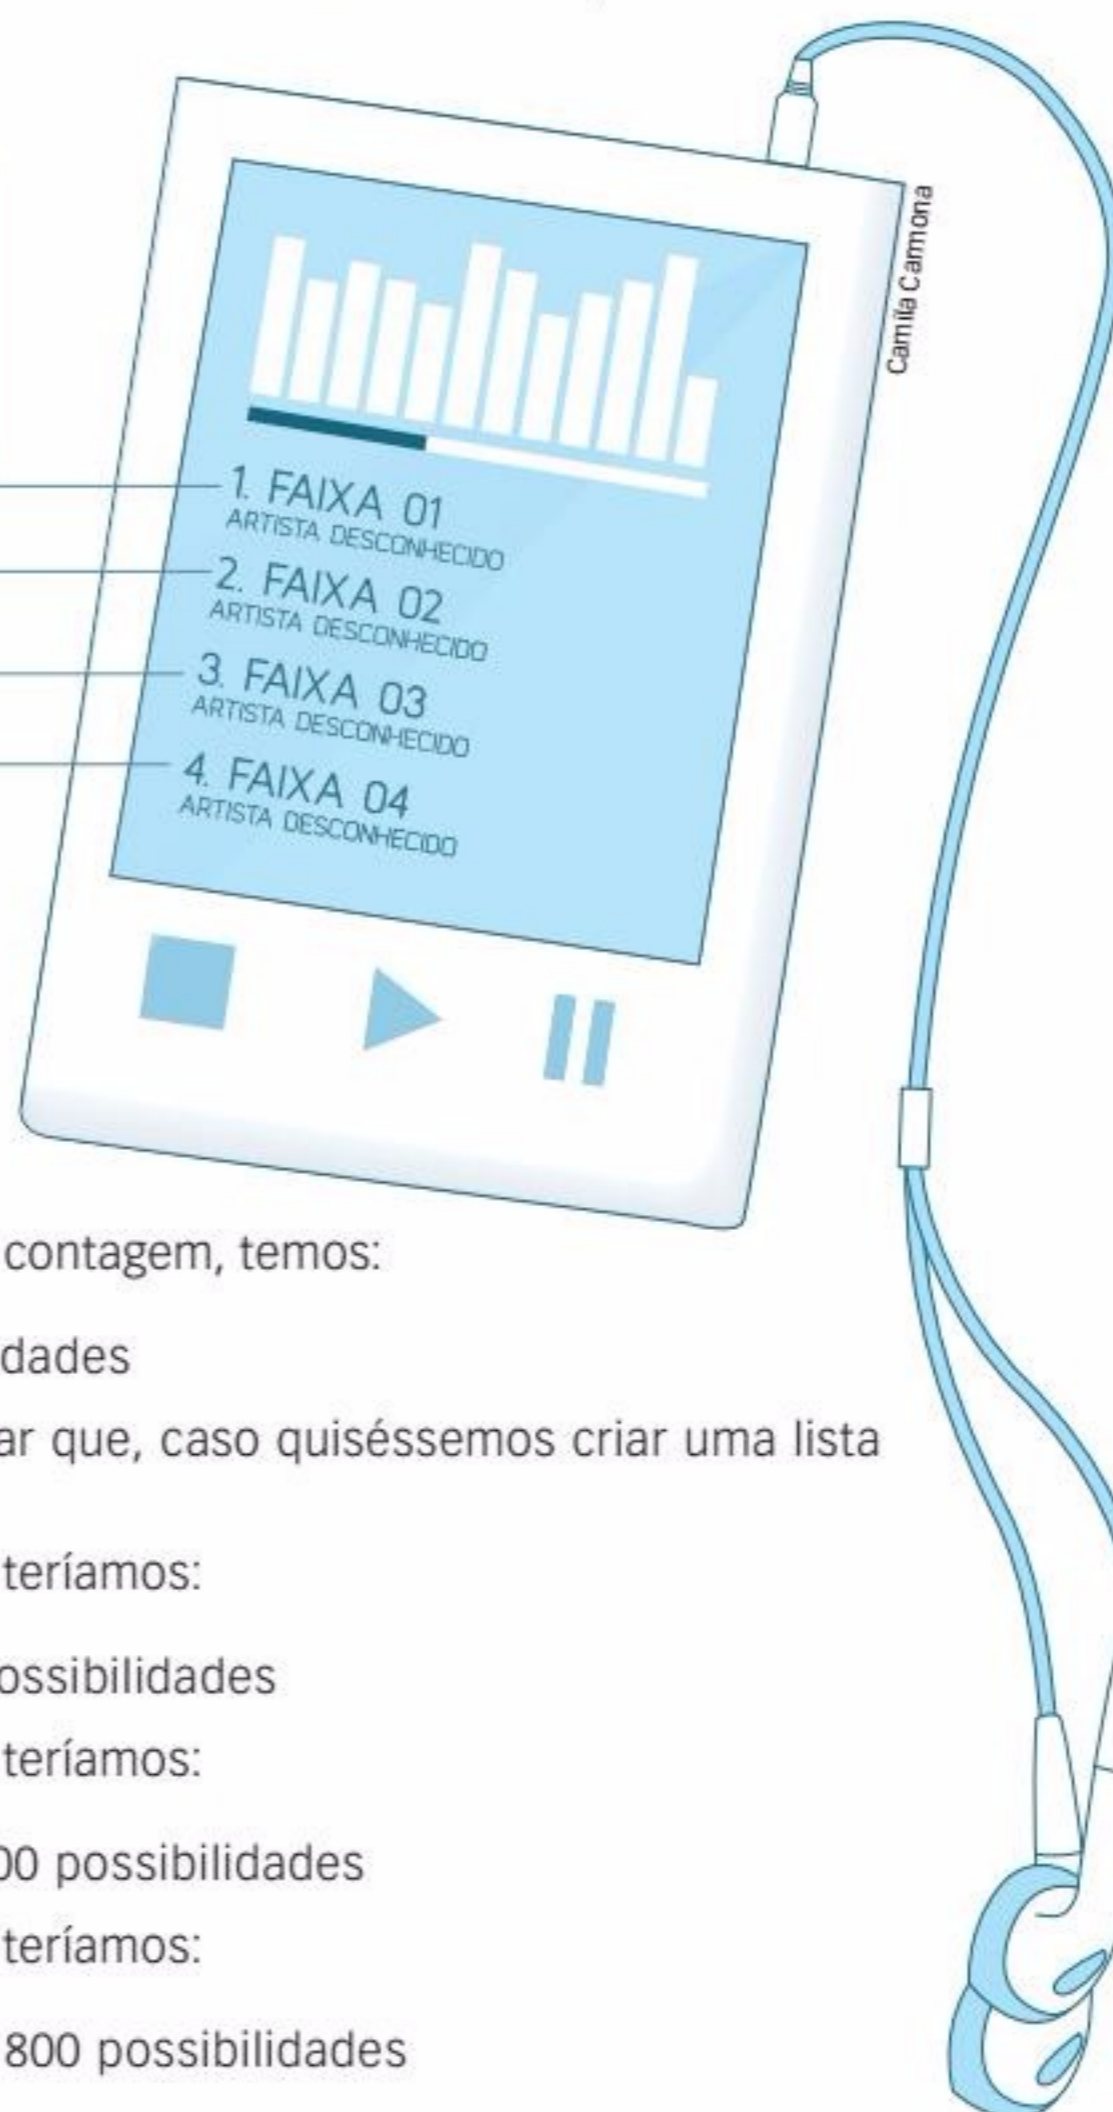 Camila Carmona
1. FAIXA 01
ARTISTA DESCONHECIDO
2. FAIXA 02
ARTISTA DESCONHECIDO
3. FAIXA 03
ARTISTA DESCONHECIDO
4. FAIXA 04
ARTISTA DESCONHECIDO
contagem, temos:
dades
ar que, caso quiséssemos criar uma lista
teríamos:
ossibilidades
teríamos:
00 possibilidades
teríamos:
800 possibilidades